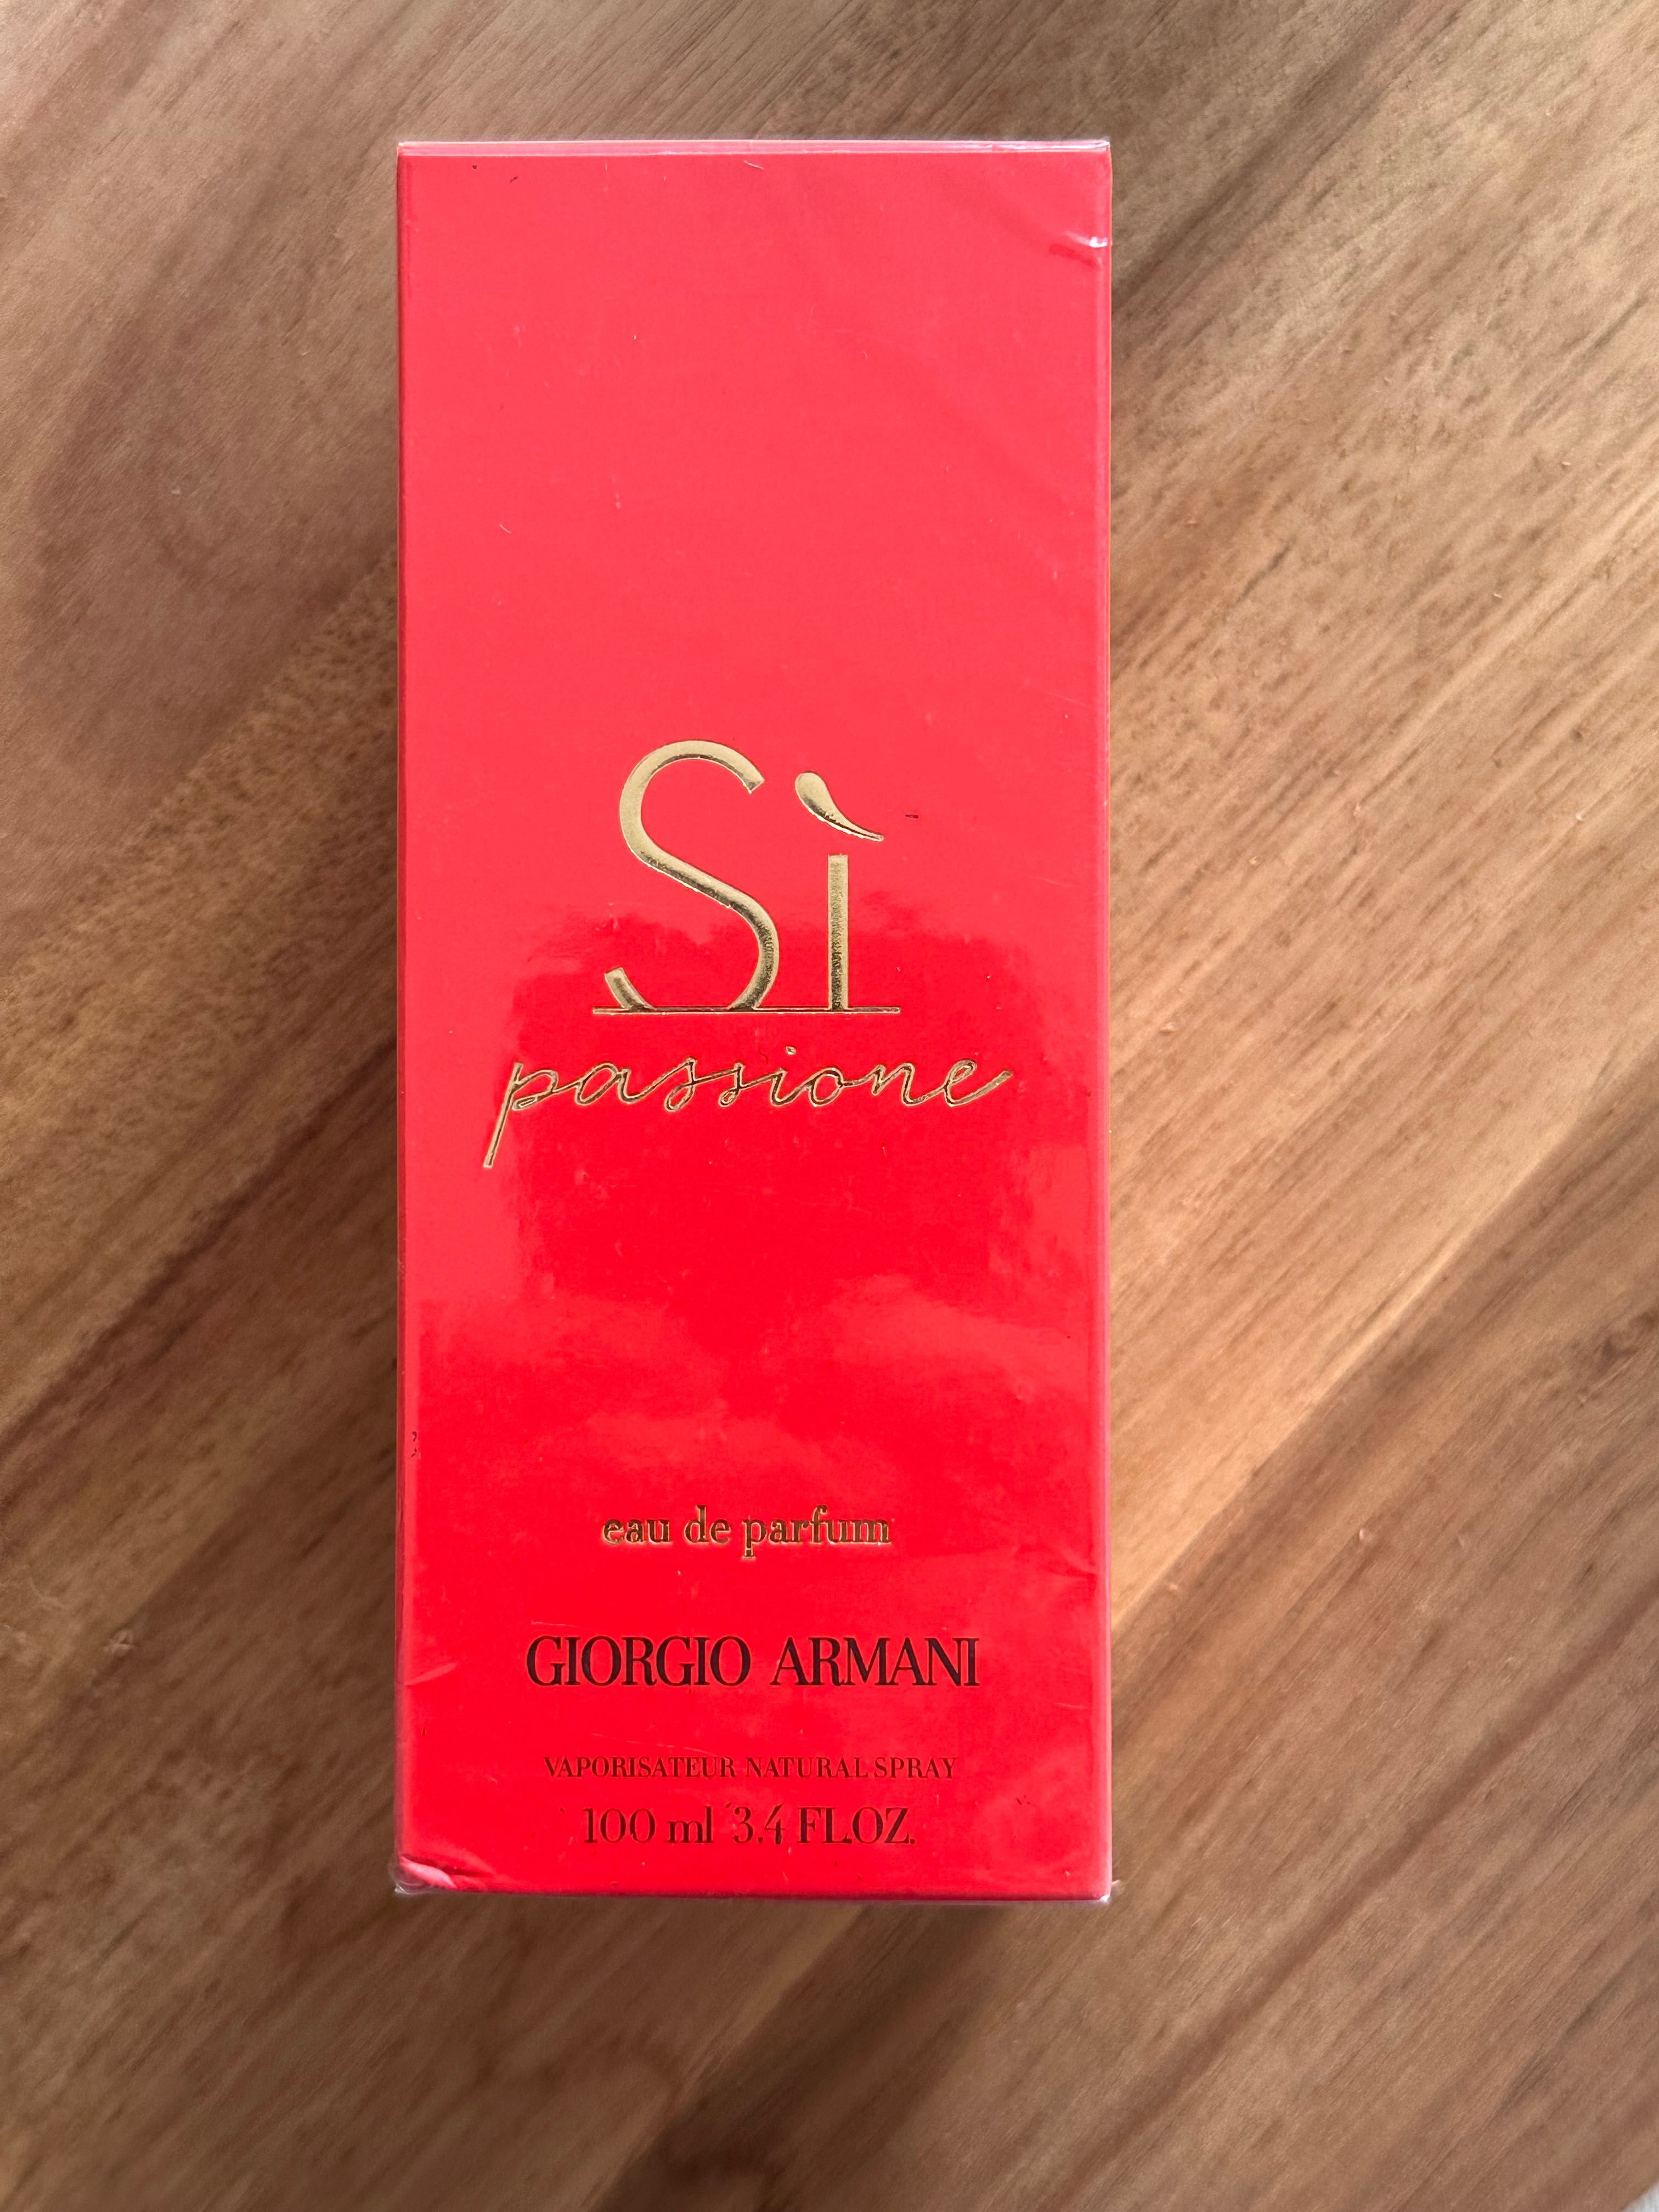 Sì
passione
eau de parfum
GIORGIO ARMANI
VAPORISATEUR NATURAL SPRAY
100 ml 3.4 FL.OZ.